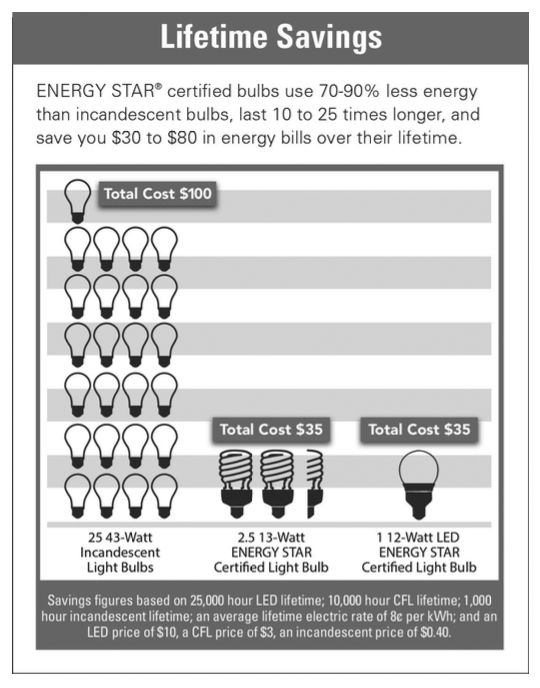 Lifetime Savings
ENERGY STAR® certified bulbs use 70-90% less energy
than incandescent bulbs, last 10 to 25 times longer, and
save you $30 to $80 in energy bills over their lifetime.
Total Cost $100
Total Cost $35
Total Cost $35
25 43-Watt
Incandescent
Light Bulbs
2.5 13-Watt
ENERGY STAR
Certified Light Bulb
1 12-Watt LED
ENERGY STAR
Certified Light Bulb
Savings figures based on 25,000 hour LED lifetime; 10,000 hour CFL lifetime; 1,000
hour incandescent lifetime; an average lifetime electric rate of 8¢ per kWh; and an
LED price of $10, a CFL price of $3, an incandescent price of $0.40.